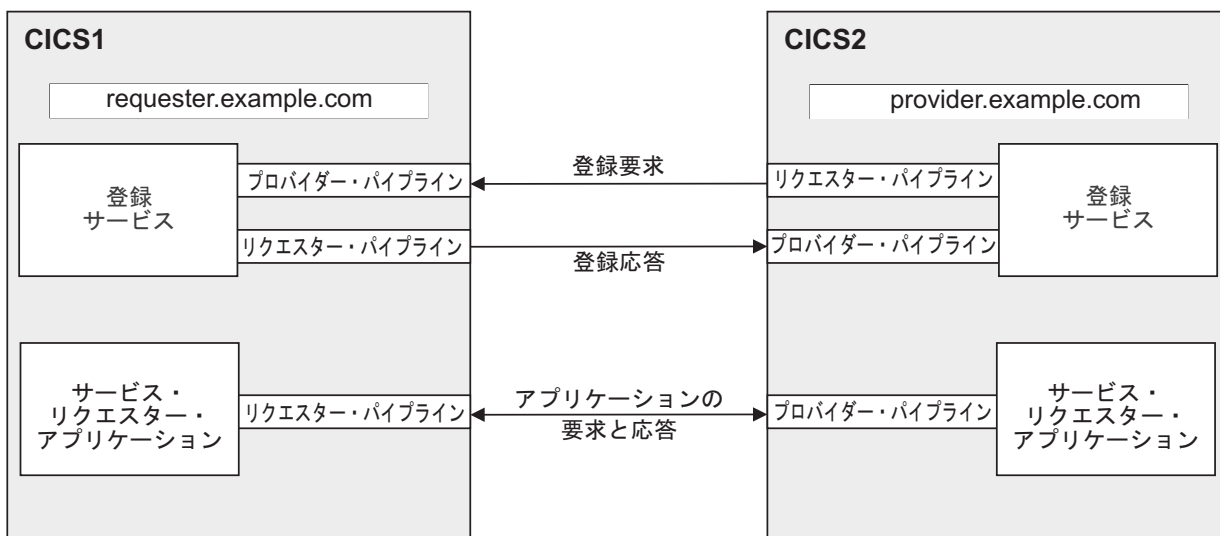 CICS1
requester.example.com
登録
サービス
プロバイダー・パイプライン
リクエスター・パイプライン
サービス・
リクエスター・
アプリケーション
リクエスター・パイプライン
登録要求
登録応答
アプリケーションの
要求と応答
CICS2
provider.example.com
リクエスター・パイプライン
プロバイダー・パイプライン
登録
サービス
プロバイダー・パイプライン
サービス・
リクエスター・
アプリケーション